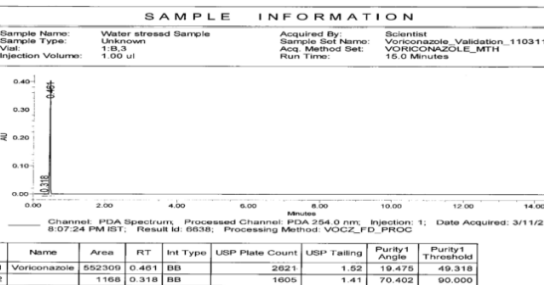 SAMPLE INFORMATION
Sample Name: Water stressed Sample Acquired By: Scientist
Sample Type: Unknown Sample Set Name: Voriconazole_Validation_110311
Vial: 1:B,3 Acq. Method Set: VORICONAZOLE_MTH
Injection Volume: 1.00 ul Run Time: 15.0 Minutes
0.40
0.461
0.30
AU
0.20
0.10
0.318
0.00
0.00 2.00 4.00 6.00 8.00 10.00 12.00 14.00
Minutes
Channel: PDA Spectrum; Processed Channel: PDA 254.0 nm; Injection: 1; Date Acquired: 3/11/2
8:07:24 PM IST; Result Id: 6638; Processing Method: VOCZ_FD_PROC
Name Area RT Int Type USP Plate Count USP Tailing Purity1 Angle Purity1 Threshold
1 Voriconazole 552309 0.461 BB 2621 1.52 19.475 49.318
2 1168 0.318 BB 1605 1.41 70.402 90.000